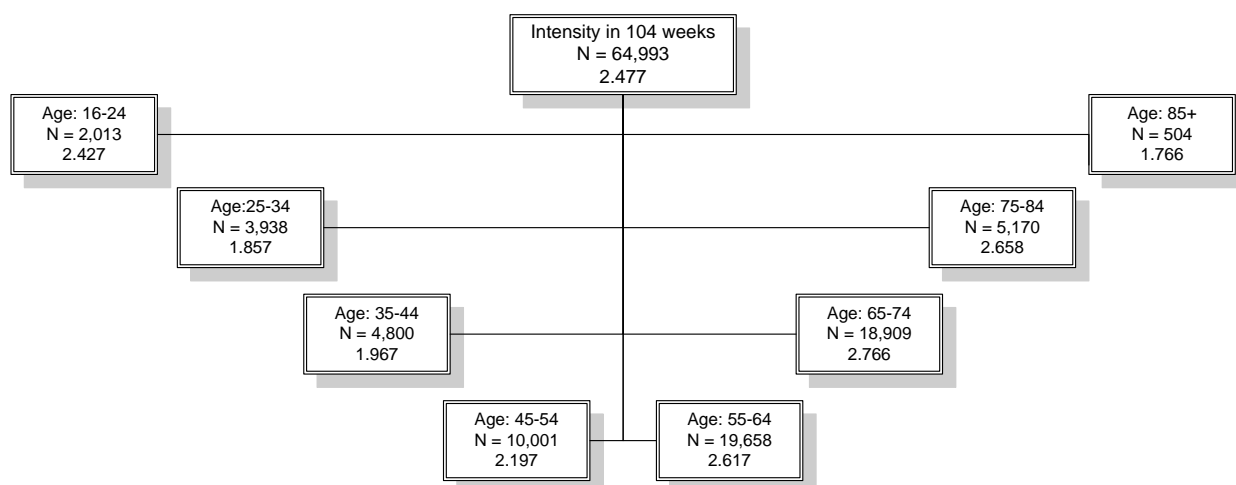 Intensity in 104 weeks
N = 64,993
2.477
Age: 16-24
N = 2,013
2.427
Age: 85+
N = 504
1.766
Age:25-34
N = 3,938
1.857
Age: 75-84
N = 5,170
2.658
Age: 35-44
N = 4,800
1.967
Age: 65-74
N = 18,909
2.766
Age: 45-54
N = 10,001
2.197
Age: 55-64
N = 19,658
2.617